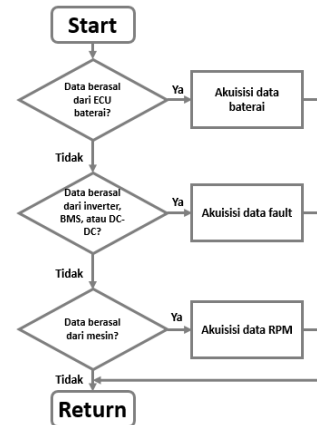 Start
Data berasal
dari ECU
baterai?
Ya
Akuisisi data
baterai
Tidak
Data berasal
dari inverter,
BMS, atau DC-
DC?
Ya
Akuisisi data fault
Tidak
Data berasal
dari mesin?
Ya
Akuisisi data RPM
Tidak
Return